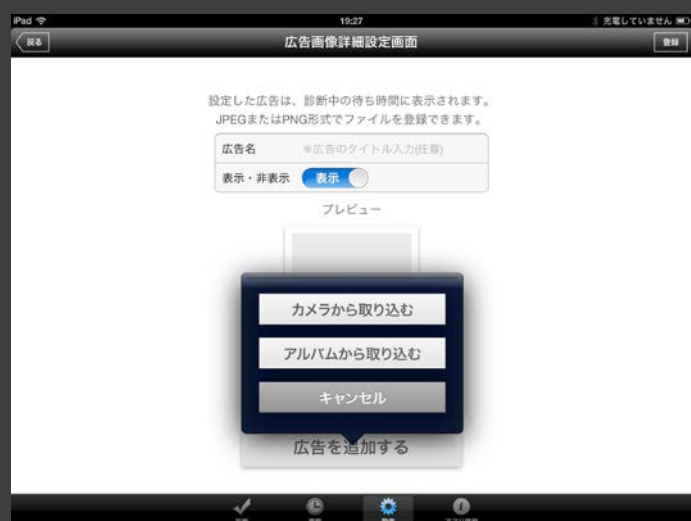 iPad 19:27 充電していません
戻る 広告画像詳細設定画面 登録
設定した広告は、診断中の待ち時間に表示されます。
JPEGまたはPNG形式でファイルを登録できます。
広告名 *広告のタイトル入力(任意)
表示・非表示 表示
プレビュー
カメラから取り込む
アルバムから取り込む
キャンセル
広告を追加する